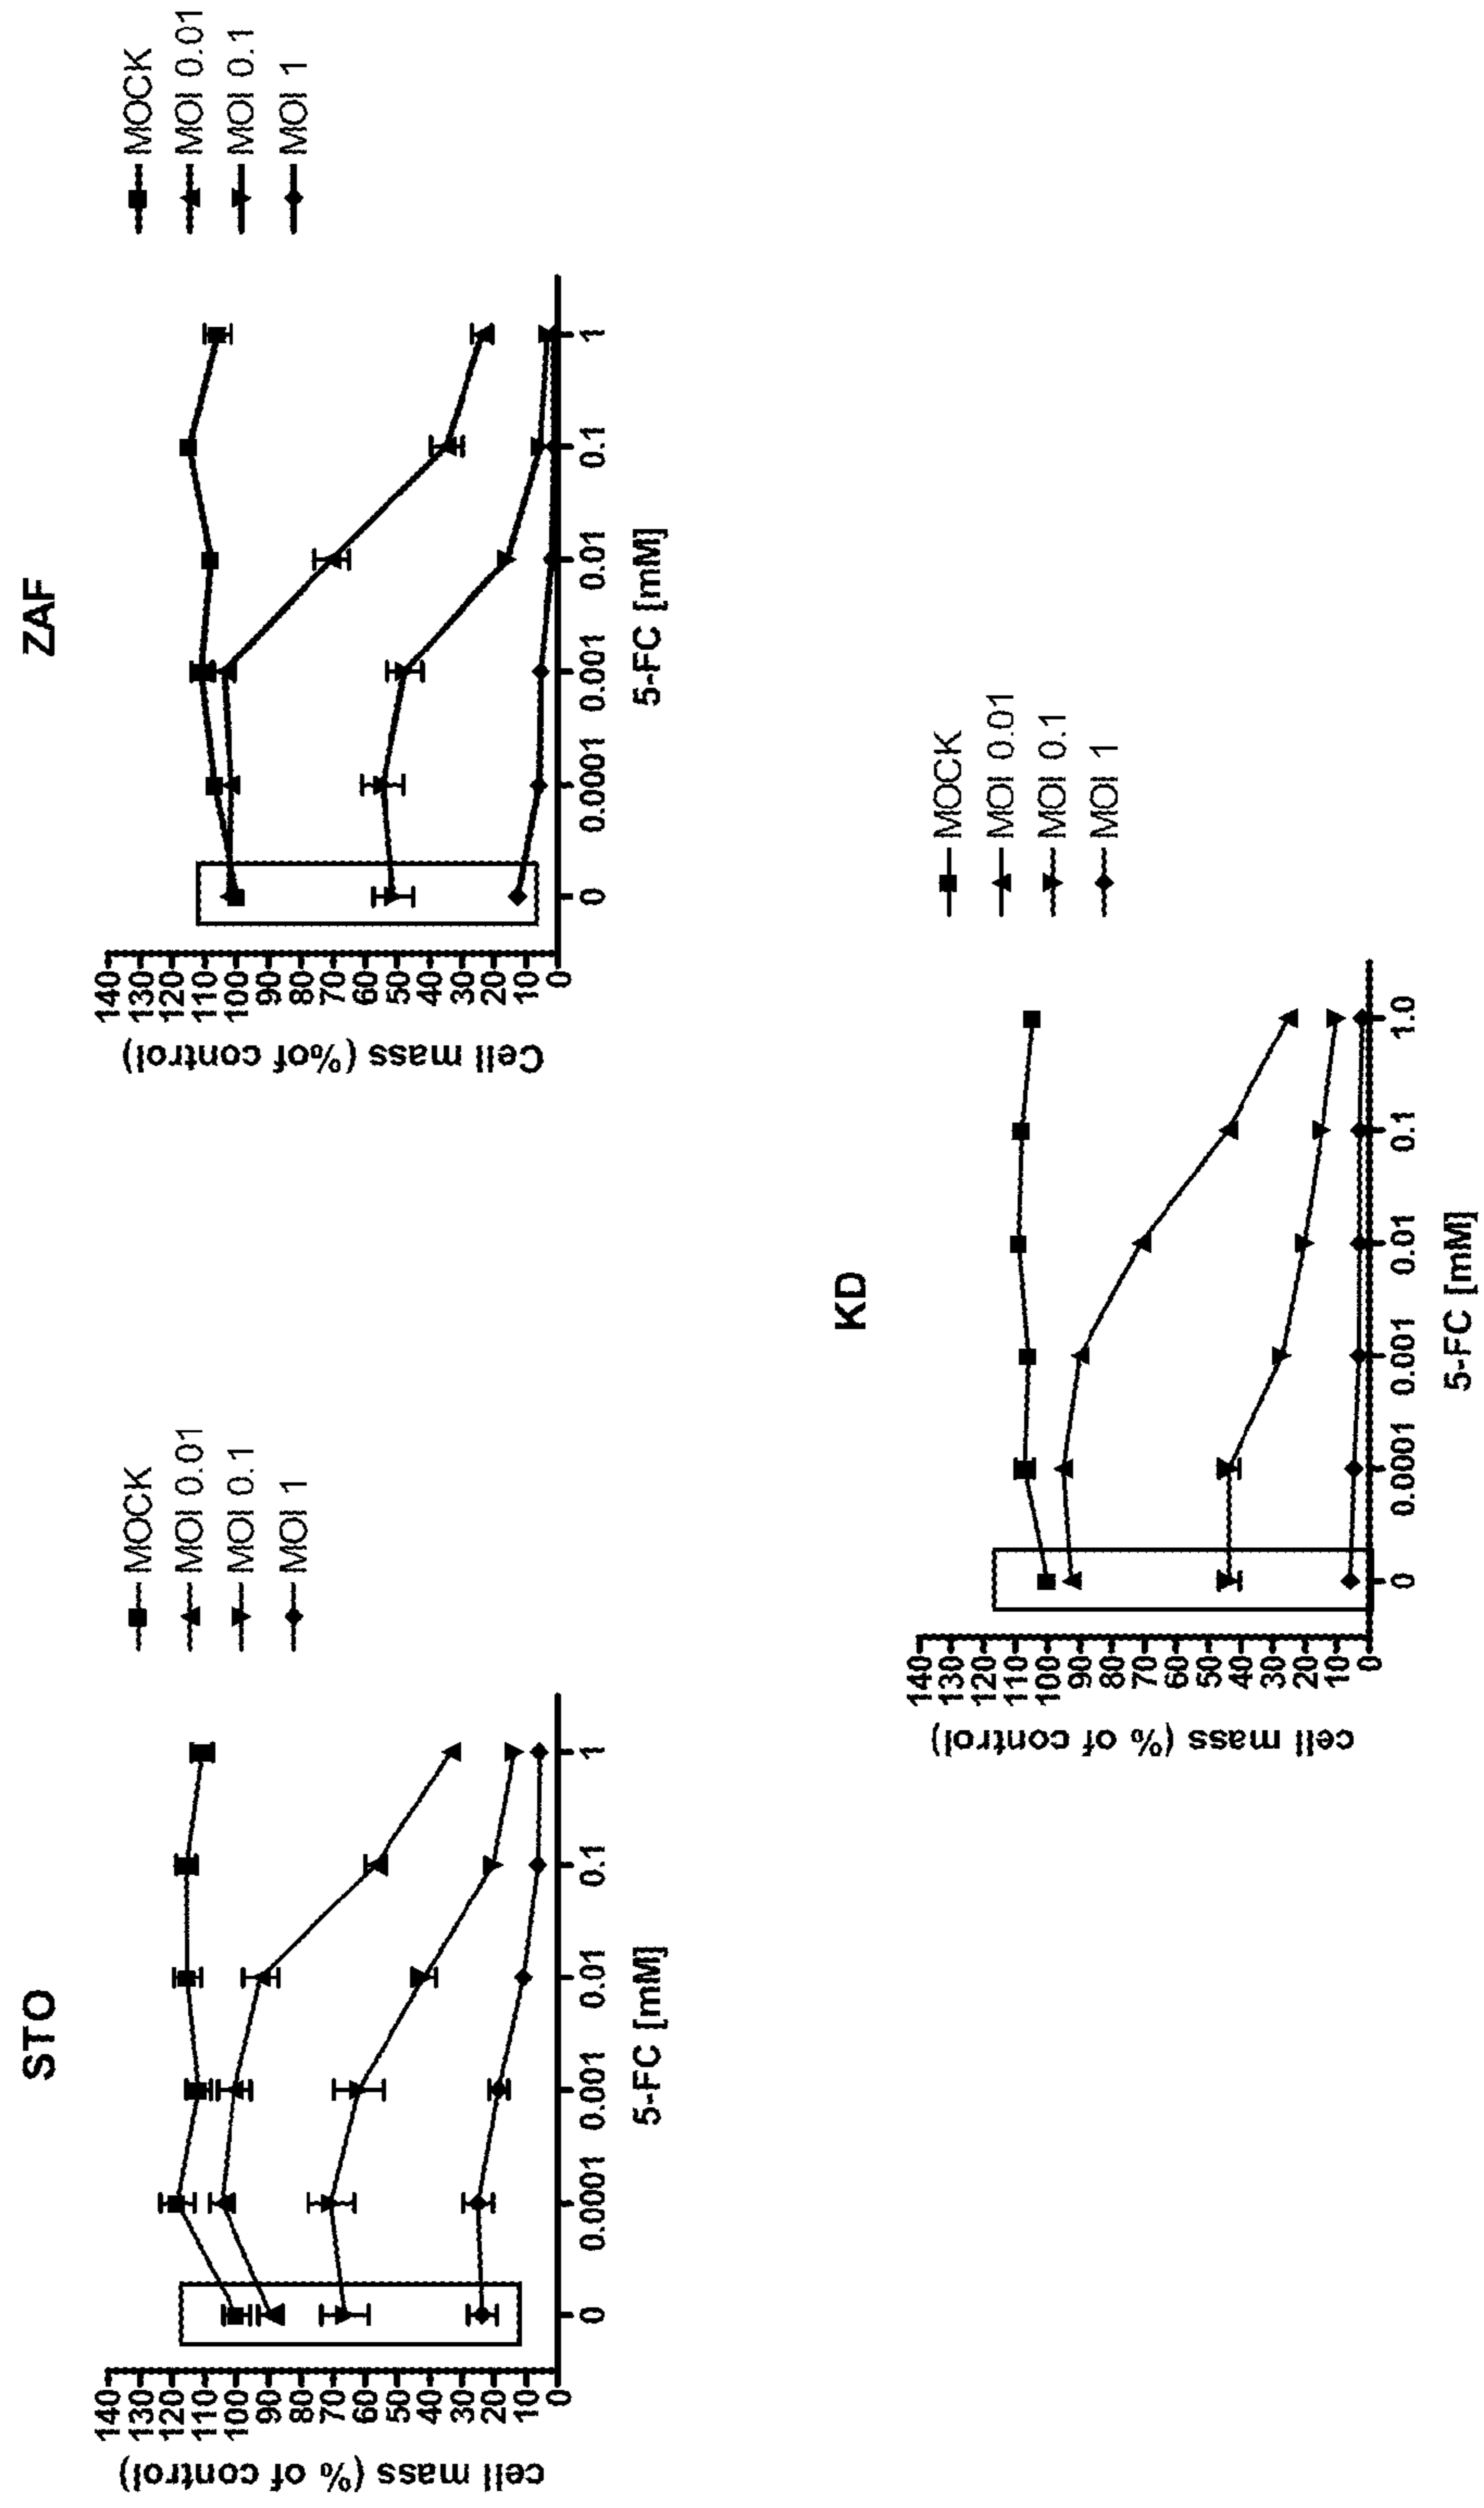 STO
cell mass (% of control)
140
130
120
110
100
90
80
70
60
50
40
30
20
10
0
0 0.0001 0.001 0.01 0.1 1
5-FC [mM]
MOCK
MOI 0.01
MOI 0.1
MOI 1
ZAF
Cell mass (%of control)
140
130
120
110
100
90
80
70
60
50
40
30
20
10
0
0 0.0001 0.001 0.01 0.1 1
5-FC [mM]
MOCK
MOI 0.01
MOI 0.1
MOI 1
KD
cell mass (% of control)
140
130
120
110
100
90
80
70
60
50
40
30
20
10
0
0 0.0001 0.001 0.01 0.1 1.0
5-FC [mM]
MOCK
MOI 0.01
MOI 0.1
MOI 1